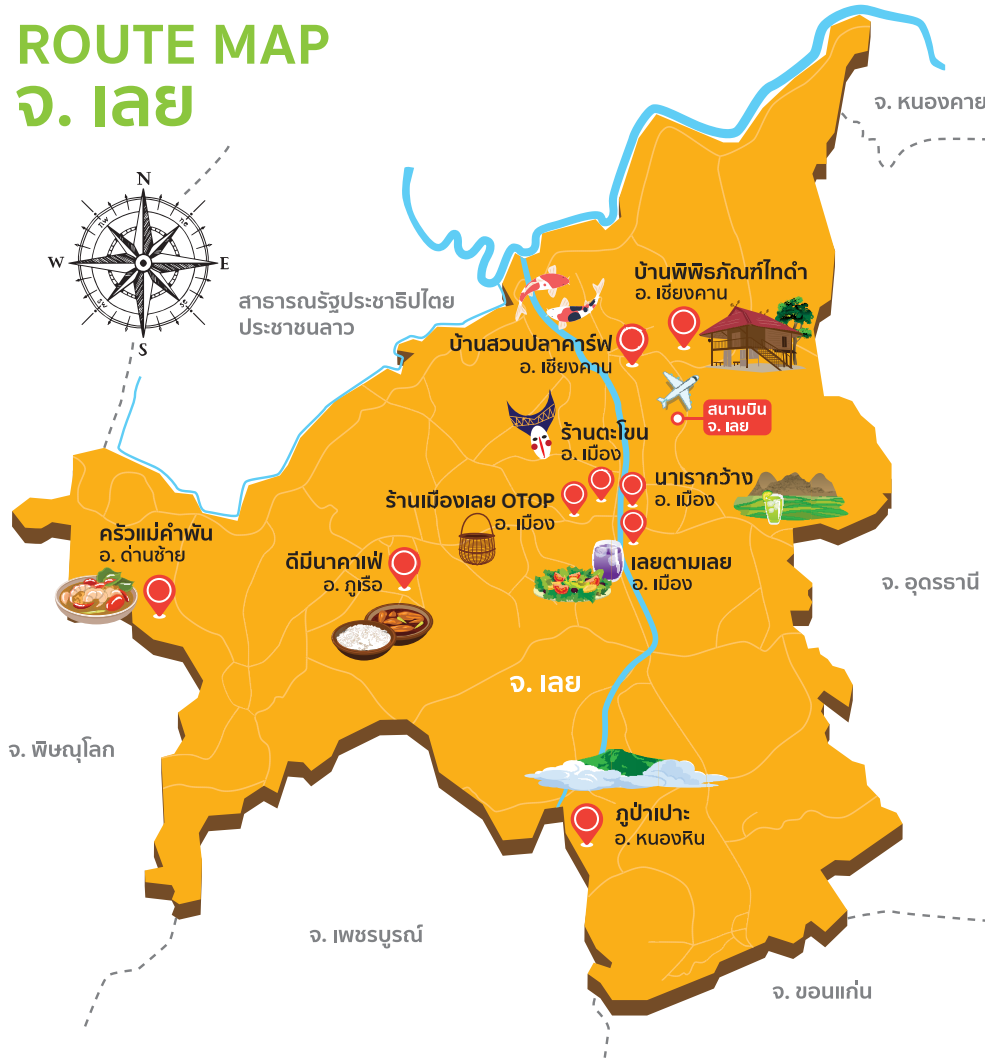 ROUTE MAP
จ. เลย
จ. หนองคาย
N
nw
ne
W
E
sw
se
S
สาธารณรัฐประชาธิปไตย
ประชาชนลาว
บ้านพิพิธภัณฑ์ไทดำ
อ. เชียงคาน
บ้านสวนปลาคาร์ฟ
อ. เชียงคาน
สนามบิน
จ. เลย
ร้านตะโขน
อ. เมือง
นาเรากว้าง
อ. เมือง
ร้านเมืองเลย OTOP
อ. เมือง
ครัวแม่คำพัน
อ. ด่านซ้าย
ดีมีนาคาเฟ่
อ. ภูเรือ
เลยตามเลย
อ. เมือง
จ. อุดรธานี
จ. เลย
จ. พิษณุโลก
ภูป่าเปาะ
อ. หนองหิน
จ. เพชรบูรณ์
จ. ขอนแก่น